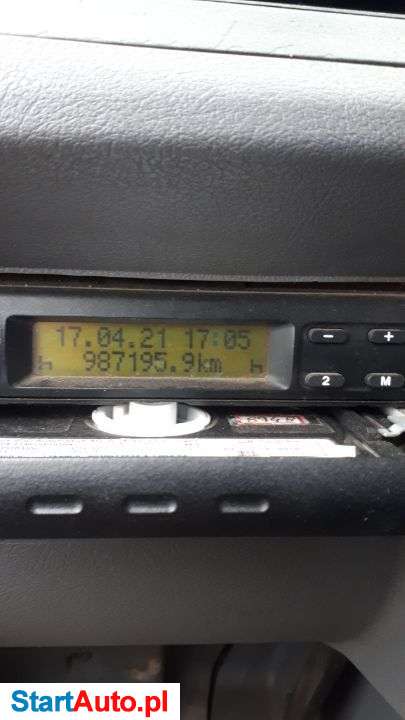 17.04.21 17:05
987195.9km
- +
2 M
StartAuto.pl